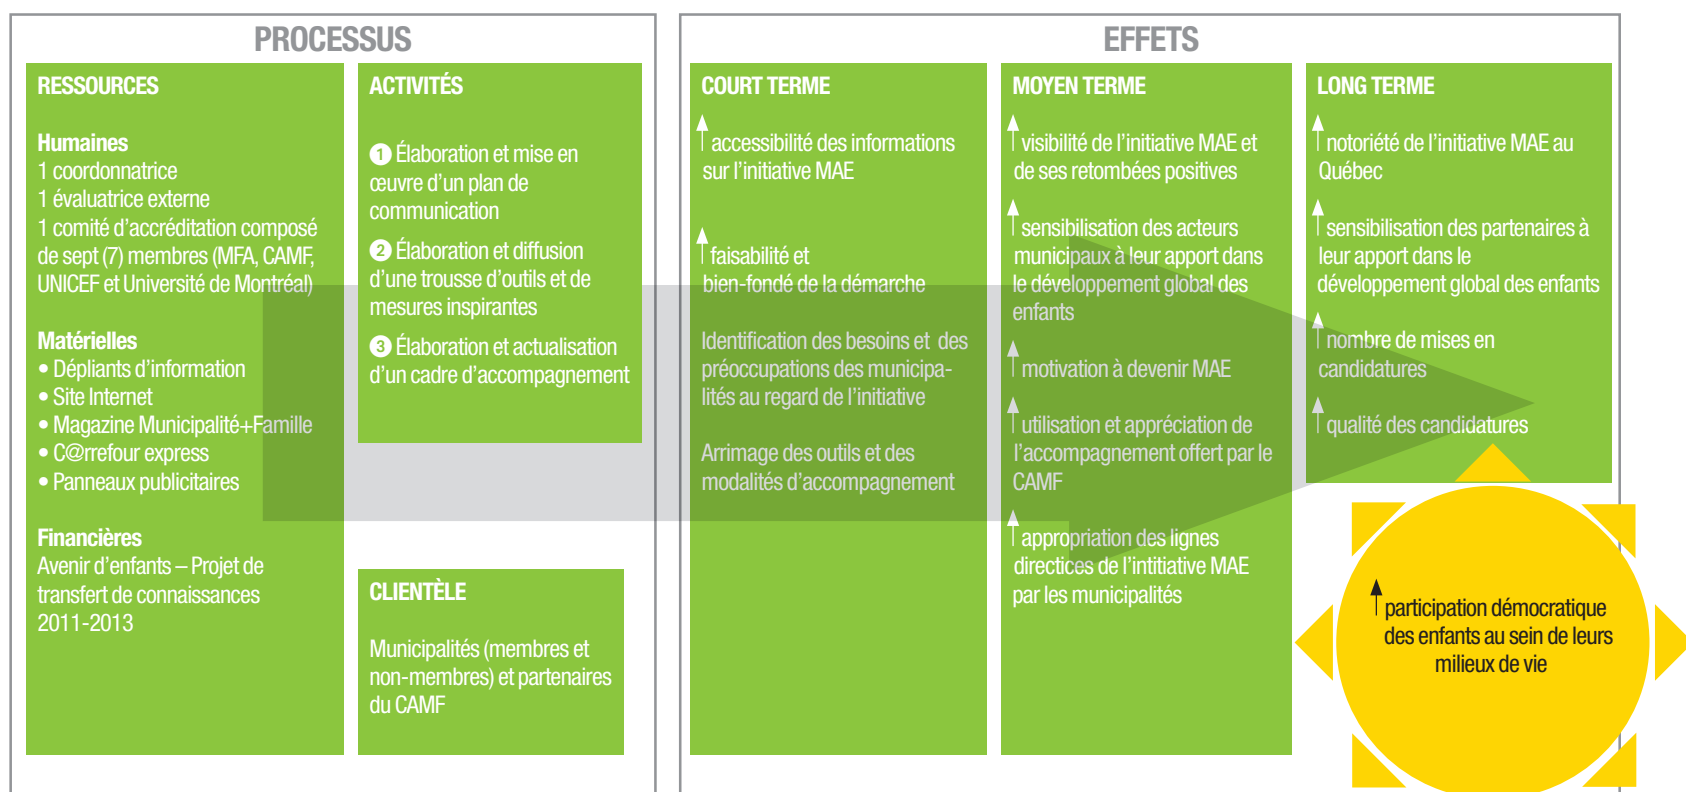 PROCESSUS
RESSOURCES
Humaines
1 coordonnatrice
1 évaluatrice externe
1 comité d’accréditation composé
de sept (7) membres (MFA, CAMF,
UNICEF et Université de Montréal)
Matérielles
• Dépliants d’information
• Site Internet
• Magazine Municipalité+Famille
• C@rrefour express
• Panneaux publicitaires
Financières
Avenir d’enfants – Projet de
transfert de connaissances
2011-2013
ACTIVITÉS
1 Élaboration et mise en
œuvre d’un plan de
communication
2 Élaboration et diffusion
d’une trousse d’outils et de
mesures inspirantes
3 Élaboration et actualisation
d’un cadre d’accompagnement
CLIENTÈLE
Municipalités (membres et
non-membres) et partenaires
du CAMF
EFFETS
COURT TERME
accessibilité des informations
sur l’initiative MAE
faisabilité et
bien-fondé de la démarche
Identification des besoins et des
préoccupations des municipa-
lités au regard de l’initiative
Arrimage des outils et des
modalités d’accompagnement
MOYEN TERME
visibilité de l’initiative MAE et
de ses retombées positives
sensibilisation des acteurs
municipaux à leur apport dans
le développement global des
enfants
motivation à devenir MAE
utilisation et appréciation de
l’accompagnement offert par le
CAMF
appropriation des lignes
directices de l’intitiative MAE
par les municipalités
LONG TERME
notoriété de l’initiative MAE au
Québec
sensibilisation des partenaires à
leur apport dans le
développement global des enfants
nombre de mises en
candidatures
qualité des candidatures
participation démocratique
des enfants au sein de leurs
milieux de vie